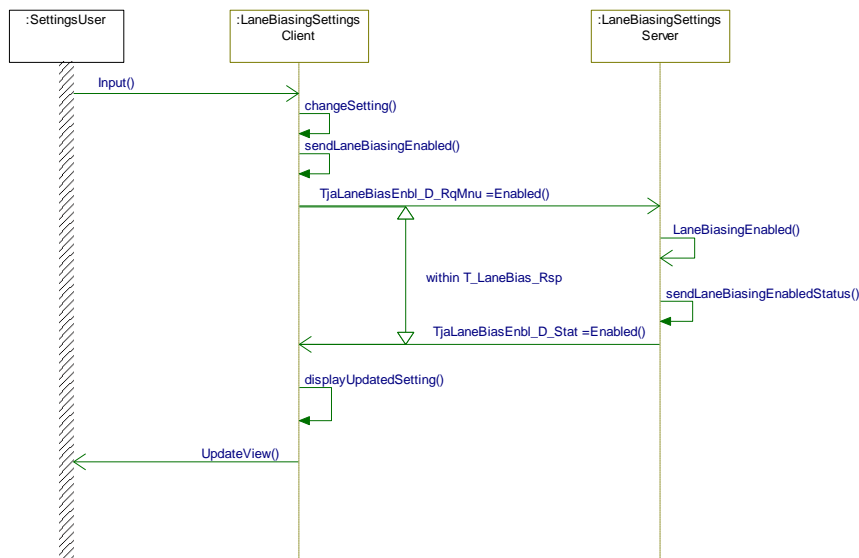 :SettingsUser
:LaneBiasingSettings
Client
:LaneBiasingSettings
Server
Input()
changeSetting()
sendLaneBiasingEnabled()
TjaLaneBiasEnbl_D_RqMnu =Enabled()
LaneBiasingEnabled()
within T_LaneBias_Rsp
sendLaneBiasingEnabledStatus()
TjaLaneBiasEnbl_D_Stat =Enabled()
displayUpdatedSetting()
UpdateView()